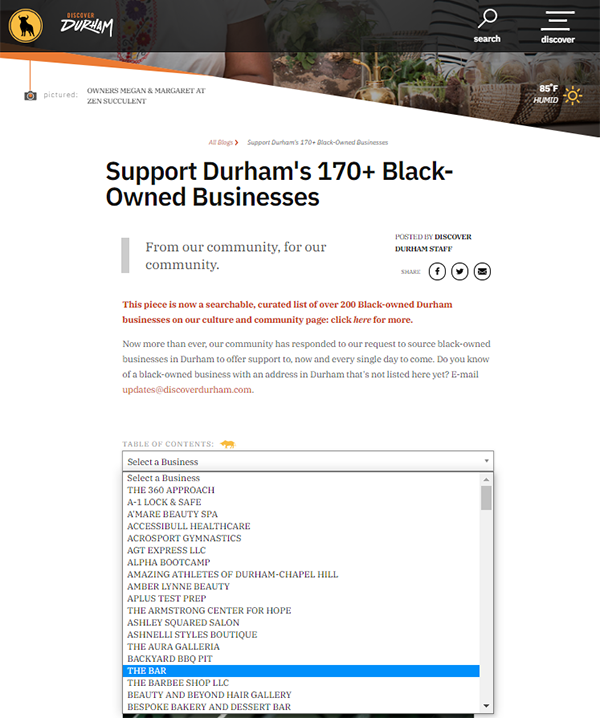 DISCOVER
DURHAM
search
discover
pictured:
OWNERS MEGAN & MARGARET AT
ZEN SUCCULENT
85°F
HUMID
All Blogs ❯ Support Durham's 170+ Black-Owned Businesses
Support Durham's 170+ Black-
Owned Businesses
From our community, for our
community.
POSTED BY DISCOVER
DURHAM STAFF
SHARE
This piece is now a searchable, curated list of over 200 Black-owned Durham
businesses on our culture and community page: click here for more.
Now more than ever, our community has responded to our request to source black-owned
businesses in Durham to offer support to, now and every single day to come. Do you know
of a black-owned business with an address in Durham that's not listed here yet? E-mail
updates@discoverdurham.com.
TABLE OF CONTENTS:
Select a Business
Select a Business
THE 360 APPROACH
A-1 LOCK & SAFE
A'MARE BEAUTY SPA
ACCESSIBULL HEALTHCARE
ACROSPORT GYMNASTICS
AGT EXPRESS LLC
ALPHA BOOTCAMP
AMAZING ATHLETES OF DURHAM-CHAPEL HILL
AMBER LYNNE BEAUTY
APLUS TEST PREP
THE ARMSTRONG CENTER FOR HOPE
ASHLEY SQUARED SALON
ASHNELLI STYLES BOUTIQUE
THE AURA GALLERIA
BACKYARD BBQ PIT
THE BAR
THE BARBEE SHOP LLC
BEAUTY AND BEYOND HAIR GALLERY
BESPOKE BAKERY AND DESSERT BAR